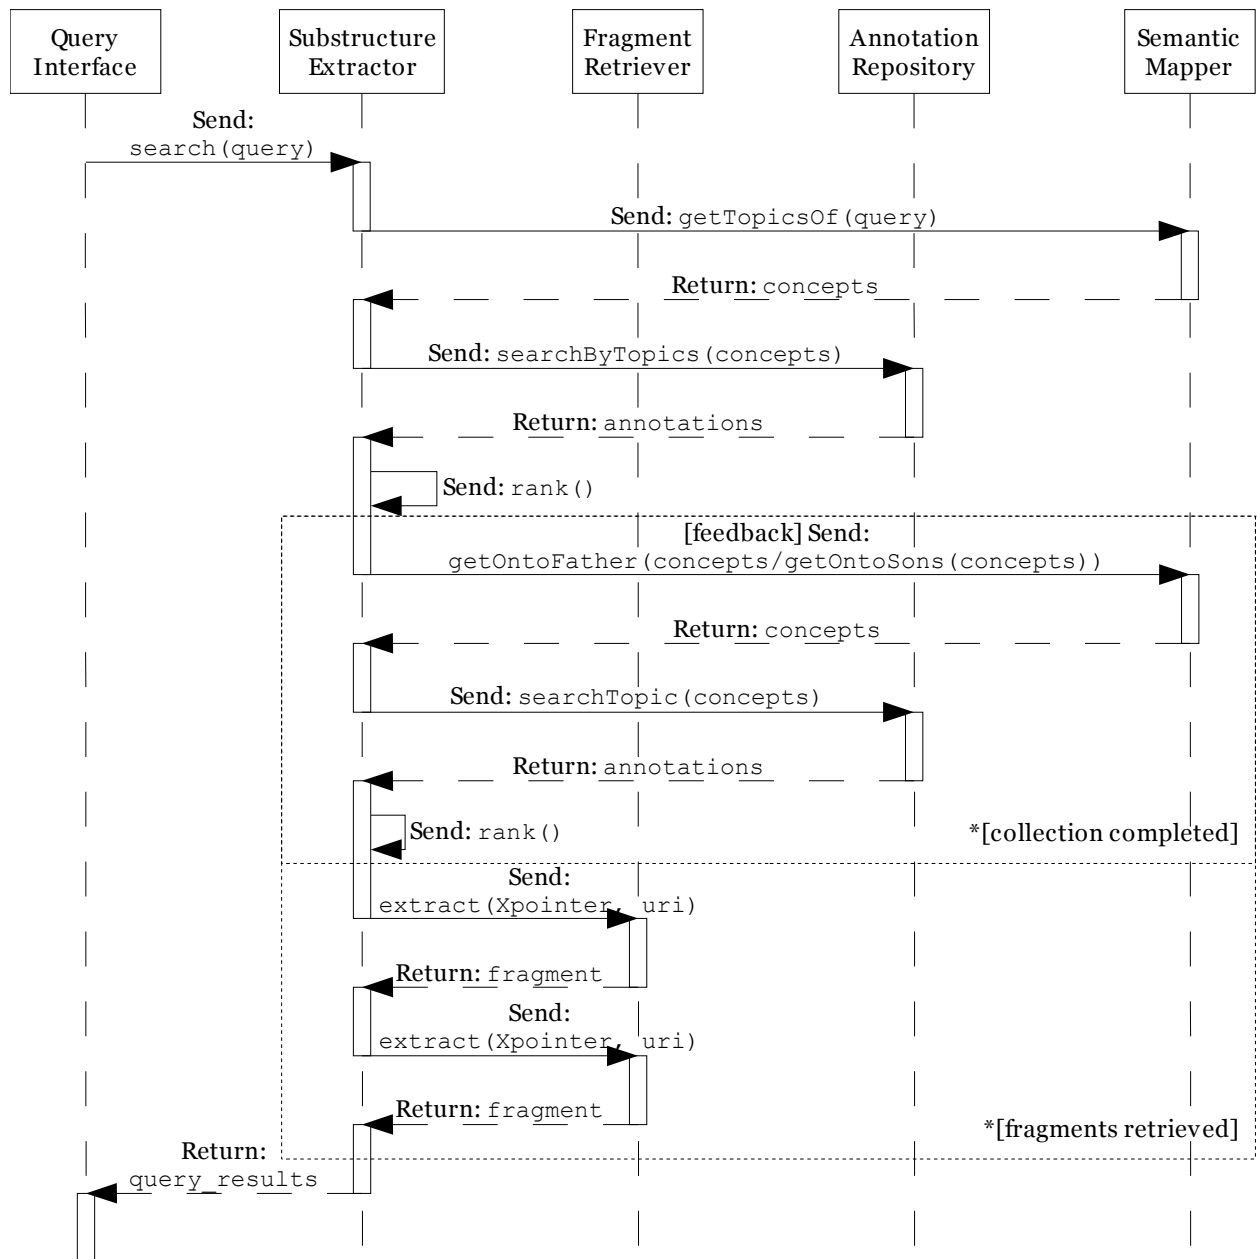 Query
Interface
Substructure
Extractor
Fragment
Retriever
Annotation
Repository
Semantic
Mapper
Send:
search(query)
Send: getTopicsOf(query)
Return: concepts
Send: searchByTopics(concepts)
Return: annotations
Send: rank()
[feedback] Send:
getOntoFather(concepts/getOntoSons(concepts))
Return: concepts
Send: searchTopic(concepts)
Return: annotations
Send: rank()
*[collection completed]
Send:
extract(Xpointer, uri)
Return: fragment
Send:
extract(Xpointer, uri)
Return: fragment
*[fragments retrieved]
Return:
query_results